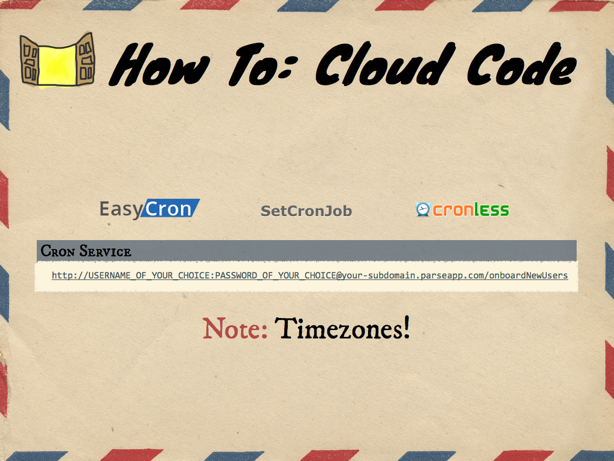 How To: Cloud Code
EasyCron SetCronJob cronless
Cron Service
http://USERNAME_OF_YOUR_CHOICE:PASSWORD_OF_YOUR_CHOICE@your-subdomain.parseapp.com/onboardNewUsers
Note: Timezones!